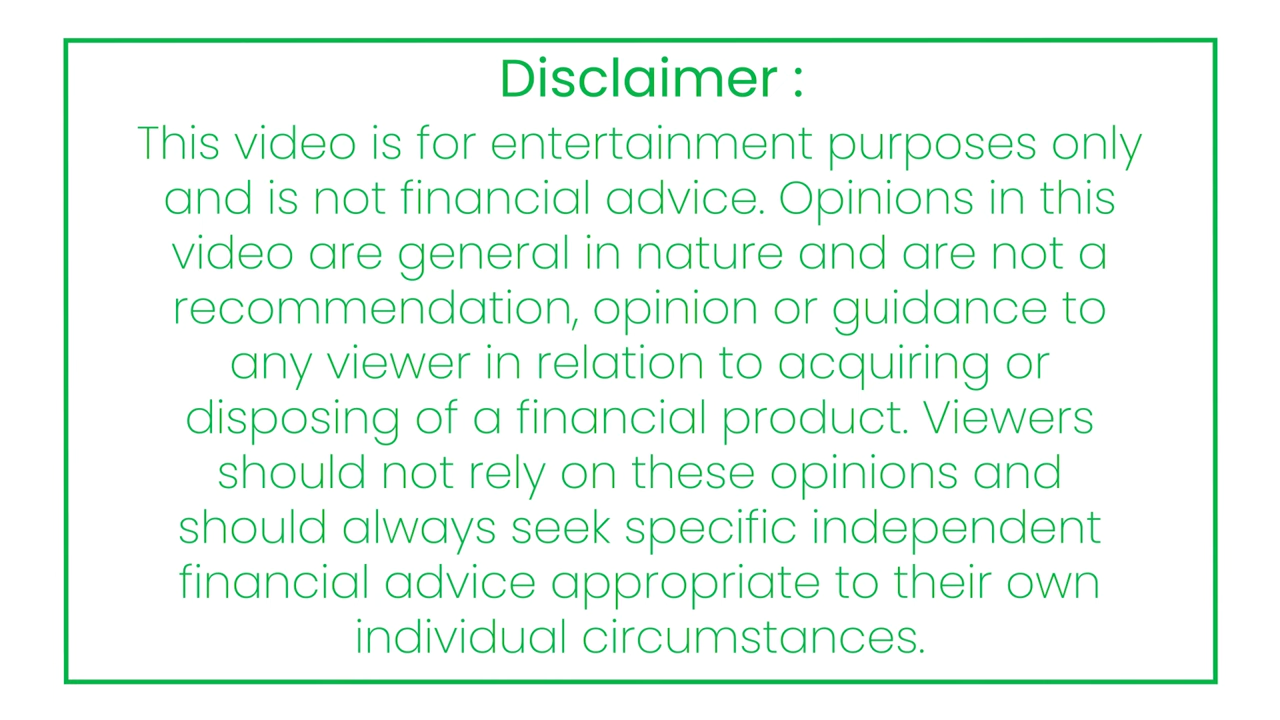 Disclaimer :
This video is for entertainment purposes only
and is not financial advice. Opinions in this
video are general in nature and are not a
recommendation, opinion or guidance to
any viewer in relation to acquiring or
disposing of a financial product. Viewers
should not rely on these opinions and
should always seek specific independent
financial advice appropriate to their own
individual circumstances.